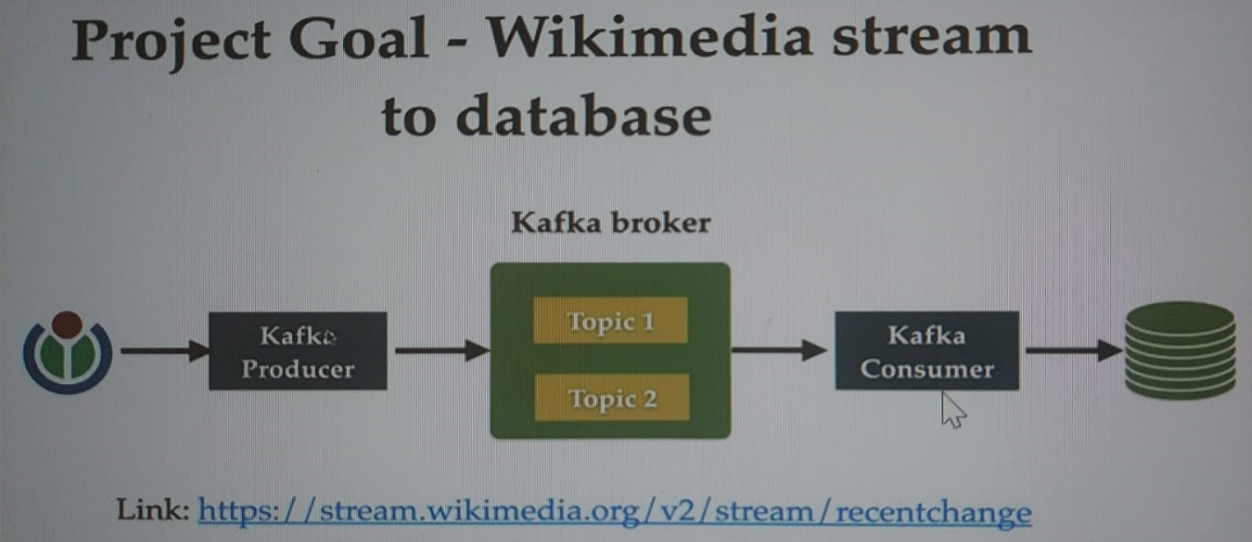 Project Goal - Wikimedia stream
to database
Kafka broker
Kafka
Producer
Topic 1
Topic 2
Kafka
Consumer
Link: https://stream.wikimedia.org/v2/stream/recentchange